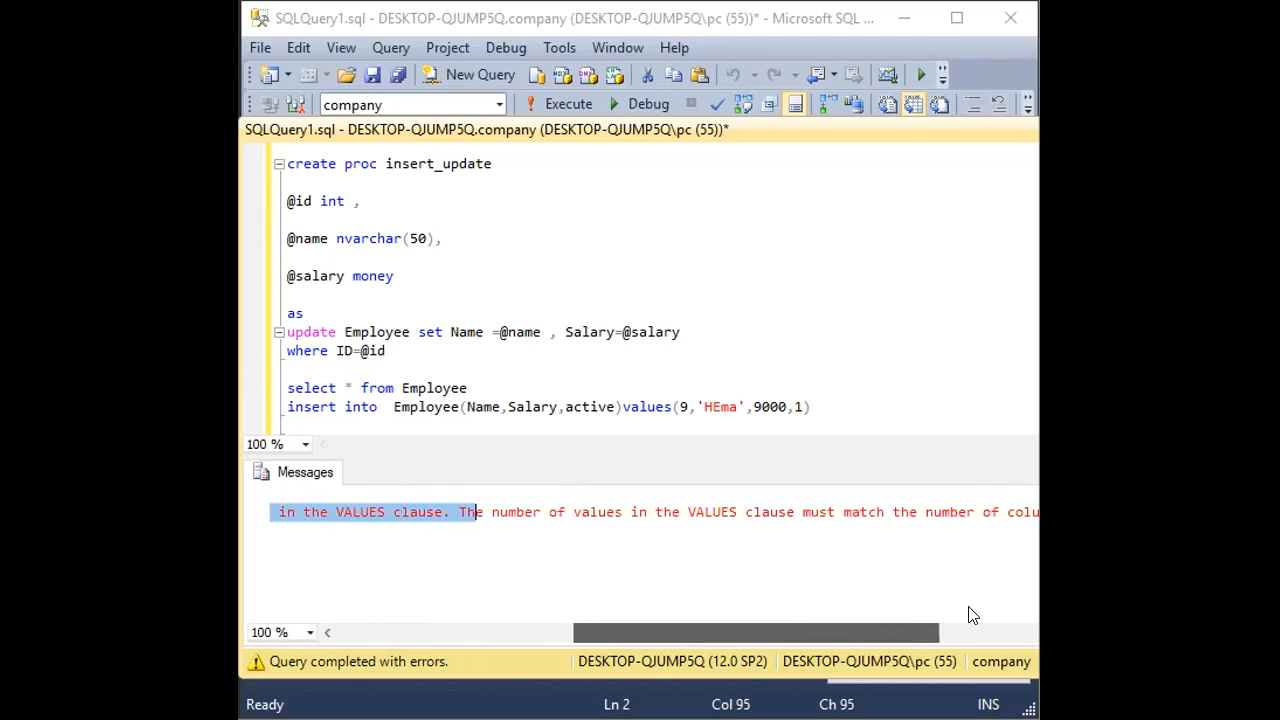 SQLQuery1.sql - DESKTOP-QJUMP5Q.company (DESKTOP-QJUMP5Q\pc (55))* - Microsoft SQL ...
File Edit View Query Project Debug Tools Window Help
New Query
company Execute Debug
SQLQuery1.sql - DESKTOP-QJUMP5Q.company (DESKTOP-QJUMP5Q\pc (55))*
create proc insert_update
@id int ,
@name nvarchar(50),
@salary money
as
update Employee set Name =@name , Salary=@salary
where ID=@id
select * from Employee
insert into Employee(Name,Salary,active)values(9,'HEma',9000,1)
100 %
Messages
in the VALUES clause. The number of values in the VALUES clause must match the number of colu
100 %
Query completed with errors. DESKTOP-QJUMP5Q (12.0 SP2) DESKTOP-QJUMP5Q\pc (55) company
Ready Ln 2 Col 95 Ch 95 INS